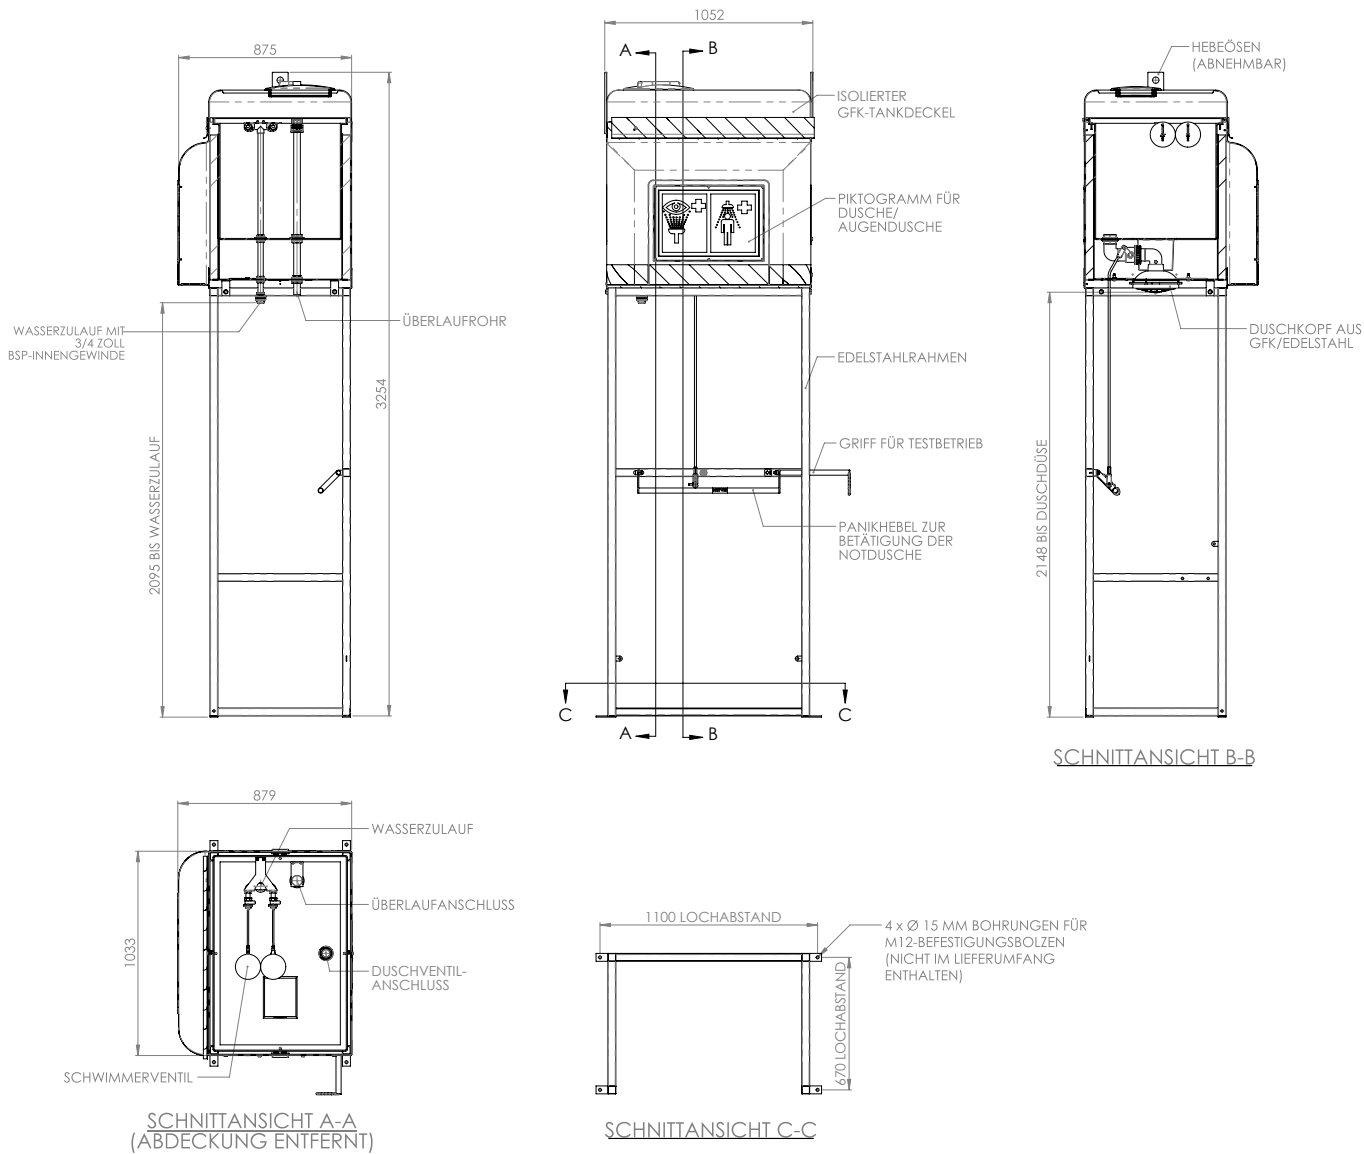 1052
A
B
875
HEBEÖSEN
(ABNEHMBAR)
ISOLIERTER
GFK-TANKDECKEL
PIKTOGRAMM FÜR
DUSCHE/
AUGENDUSCHE
WASSERZULAUF MIT
3/4 ZOLL
BSP-INNENGEWINDE
ÜBERLAUFROHR
3254
2095 BIS WASSERZULAUF
DUSCHKOPF AUS
GFK/EDELSTAHL
EDELSTAHLRAHMEN
GRIFF FÜR TESTBETRIEB
PANIKHEBEL ZUR
BETÄTIGUNG DER
NOTDUSCHE
2148 BIS DUSCHDÜSE
C
C
A
B
SCHNITTANSICHT B-B
879
WASSERZULAUF
ÜBERLAUFANSCHLUSS
1033
DUSCHVENTIL-
ANSCHLUSS
SCHWIMMERVENTIL
SCHNITTANSICHT A-A
(ABDECKUNG ENTFERNT)
1100 LOCHABSTAND
4 x Ø 15 MM BOHRUNGEN FÜR
M12-BEFESTIGUNGSBOLZEN
(NICHT IM LIEFERUMFANG
ENTHALTEN)
670 LOCHABSTAND
SCHNITTANSICHT C-C